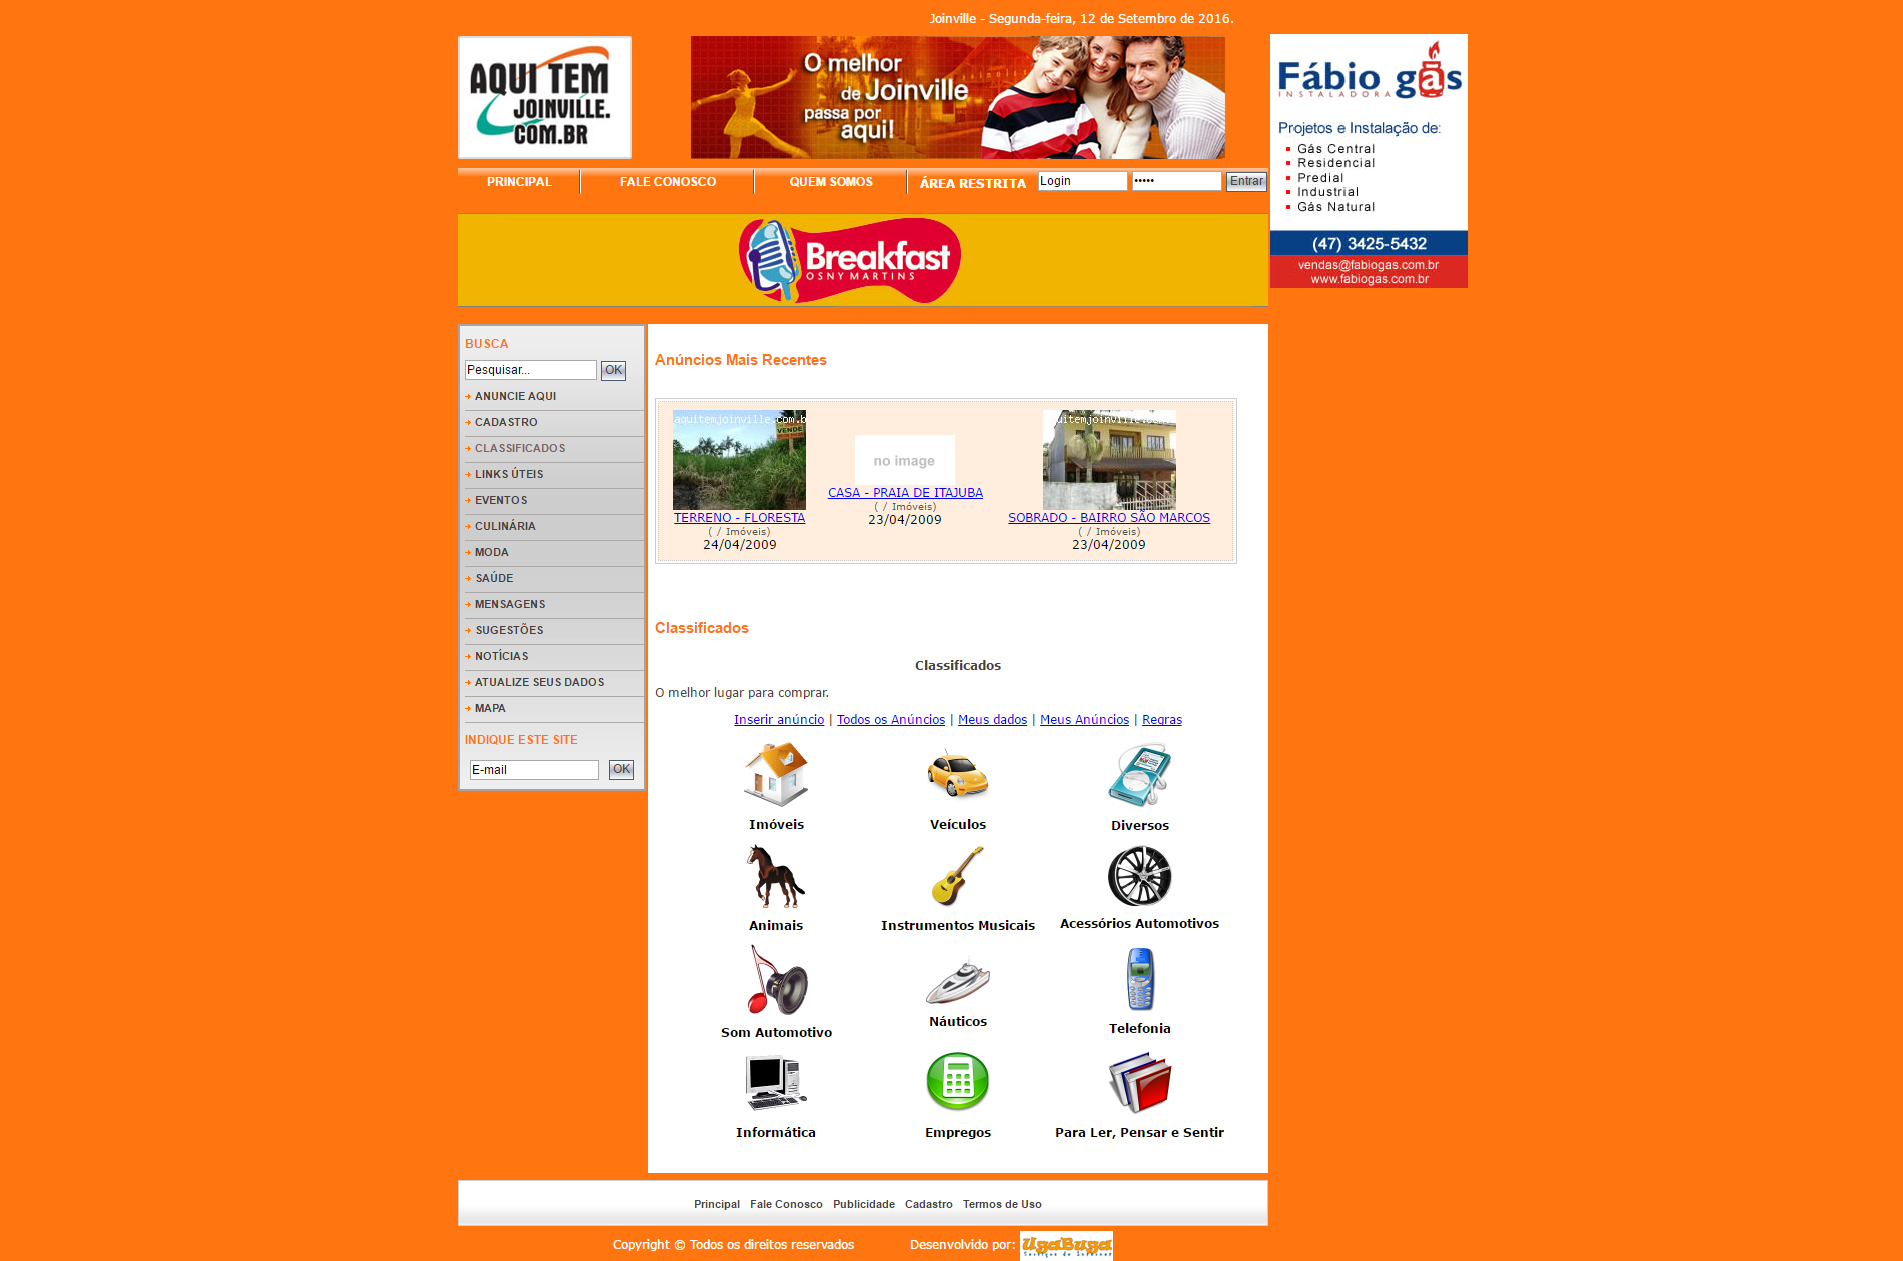 Joinville - Segunda-feira, 12 de Setembro de 2016.
AQUI TEM
JOINVILLE.
COM.BR
O melhor
de Joinville
passa por
aqui!
Fábio gás
INSTALADORA
Projetos e Instalação de:
Gás Central
Residencial
Predial
Industrial
Gás Natural
(47) 3425-5432
vendas@fabiogas.com.br
www.fabiogas.com.br
PRINCIPAL
FALE CONOSCO
QUEM SOMOS
ÁREA RESTRITA
Login
•••••
Entrar
Breakfast
OSNY MARTINS
BUSCA
Pesquisar...
OK
ANUNCIE AQUI
CADASTRO
CLASSIFICADOS
LINKS ÚTEIS
EVENTOS
CULINÁRIA
MODA
SAÚDE
MENSAGENS
SUGESTÕES
NOTÍCIAS
ATUALIZE SEUS DADOS
MAPA
INDIQUE ESTE SITE
E-mail
OK
Anúncios Mais Recentes
aquitemjoinville.com.b
VENDE
TERRENO - FLORESTA
( / Imóveis)
24/04/2009
no image
CASA - PRAIA DE ITAJUBA
( / Imóveis)
23/04/2009
SOBRADO - BAIRRO SÃO MARCOS
( / Imóveis)
23/04/2009
Classificados
Classificados
O melhor lugar para comprar.
Inserir anúncio | Todos os Anúncios | Meus dados | Meus Anúncios | Regras
Imóveis
Veículos
Diversos
Animais
Instrumentos Musicais
Acessórios Automotivos
Som Automotivo
Náuticos
Telefonia
Informática
Empregos
Para Ler, Pensar e Sentir
Principal Fale Conosco Publicidade Cadastro Termos de Uso
Copyright © Todos os direitos reservados
Desenvolvido por:
UgaBuga
Serviços de Internet